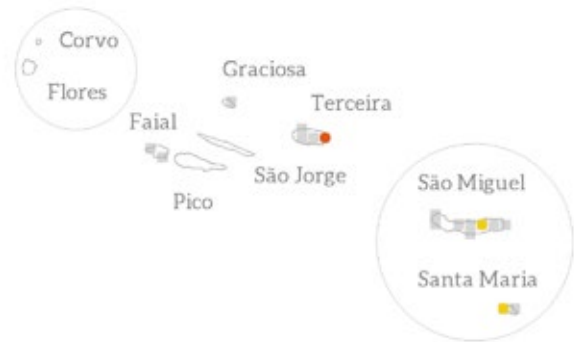 Corvo
Flores
Graciosa
Terceira
Faial
São Jorge
Pico
São Miguel
Santa Maria